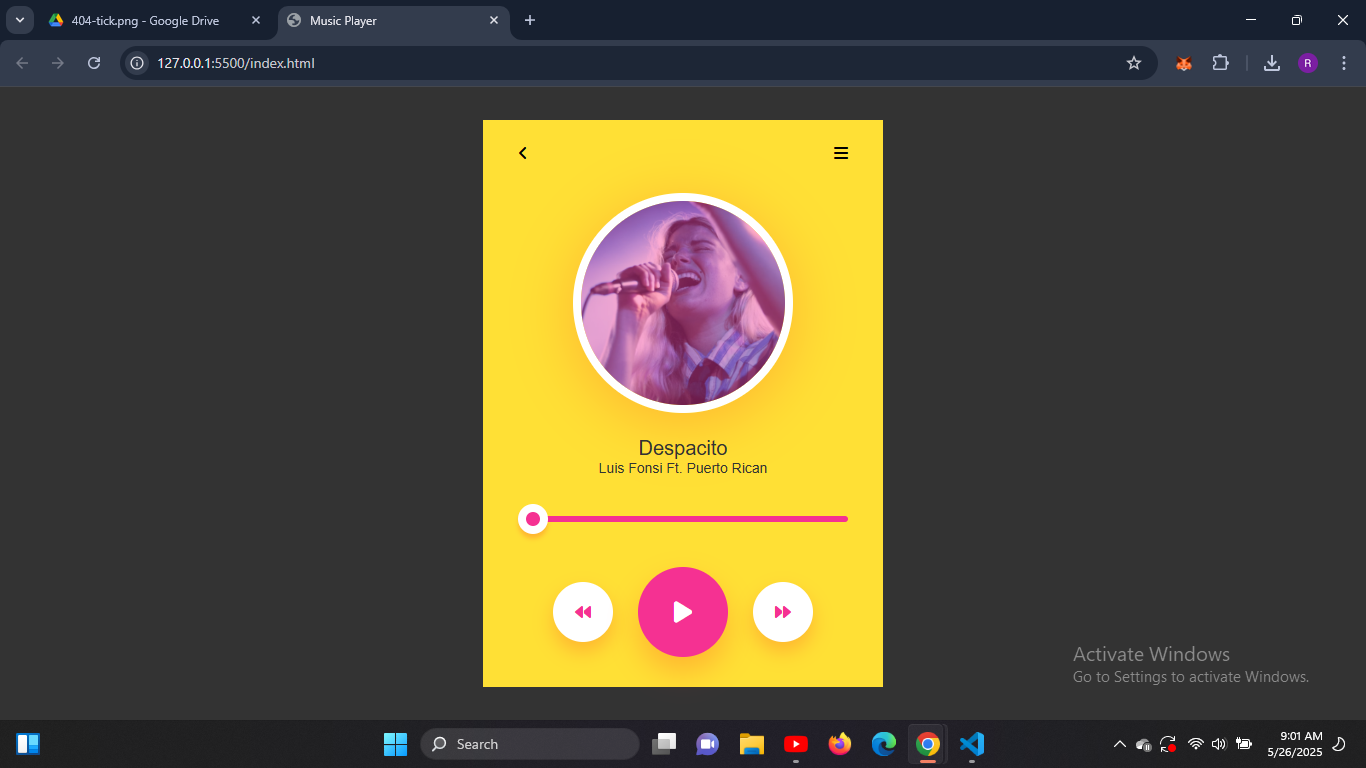 404-tick.png - Google Drive
Music Player
127.0.0.1:5500/index.html
R
Despacito
Luis Fonsi Ft. Puerto Rican
Activate Windows
Go to Settings to activate Windows.
Search
9:01 AM
5/26/2025